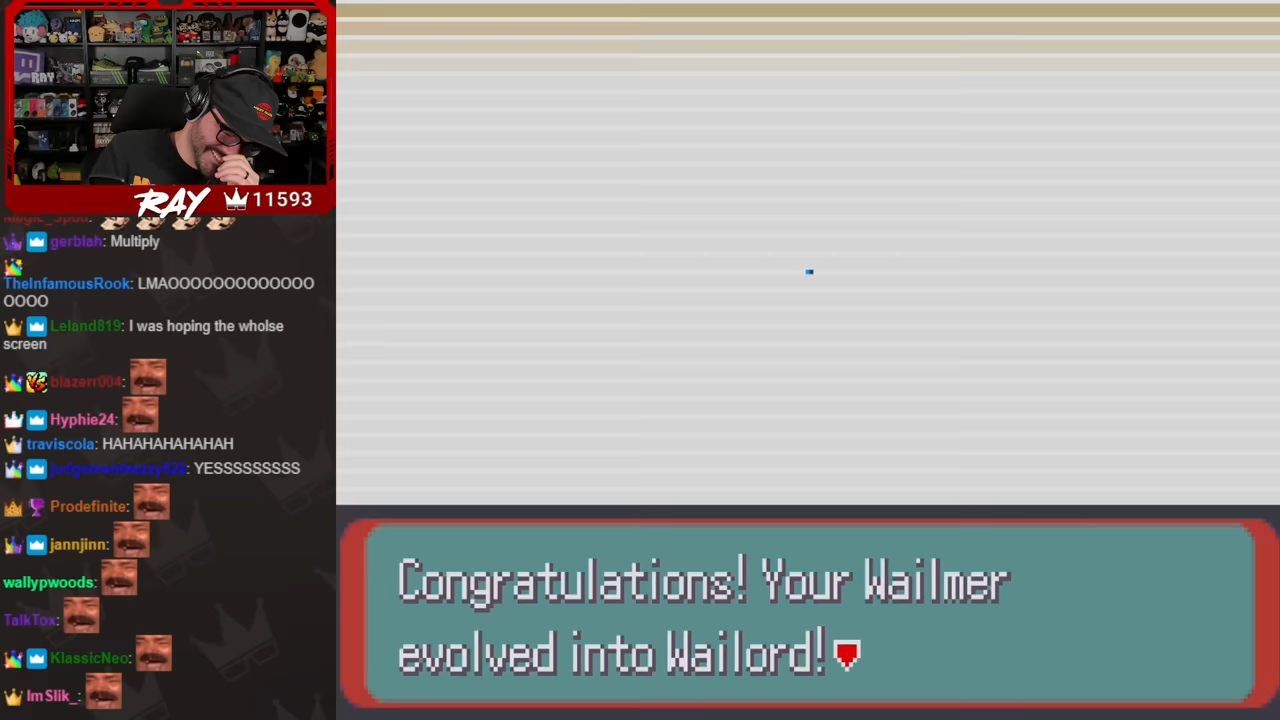 RAY 11593
gerblah: Multiply
TheInfamousRook: LMAOOOOOOOOOOOOO
OOOO
Leland819: I was hoping the wholse
screen
blazerr004:
Hyphie24:
traviscola: HAHAHAHAHAHAH
YESSSSSSSSS
Prodefinite:
jannjinn:
wallypwoods:
TalkTox:
KlassicNeo:
ImSlik_:
Congratulations! Your Wailmer
evolved into Wailord!